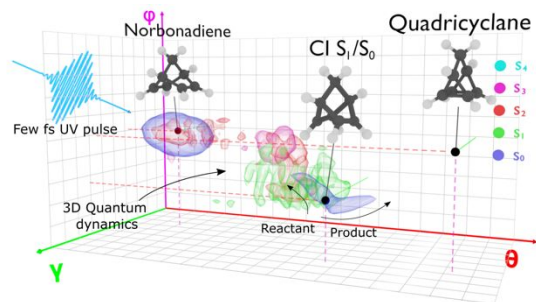 φ
Norbonadiene
CI S₁/S₀
Quadricyclane
S₄
S₃
S₂
S₁
S₀
Few fs UV pulse
3D Quantum
dynamics
Reactant
Product
γ
θ